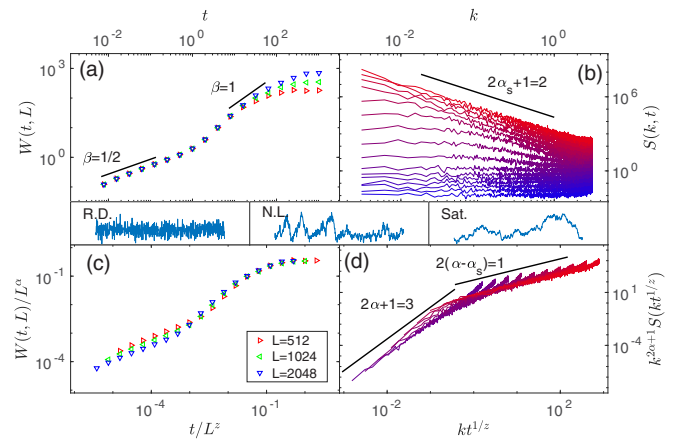 t
k
10^{-2} 10^{0} 10^{2}
10^{-2} 10^{0}
(a)
β=1
β=1/2
W(t, L)
10^{3}
10^{0}
(b)
2α_s+1=2
S(k, t)
10^{6}
10^{0}
R.D.
N.L.
Sat.
(c)
W(t, L)/L^α
10^{-1}
10^{-4}
L=512
L=1024
L=2048
(d)
2(α-α_s)=1
2α+1=3
k^{2α+1}S(kt^{1/z})
10^{1}
10^{-4}
10^{-4} 10^{-1}
10^{-2} 10^{0} 10^{2}
t/L^z
kt^{1/z}